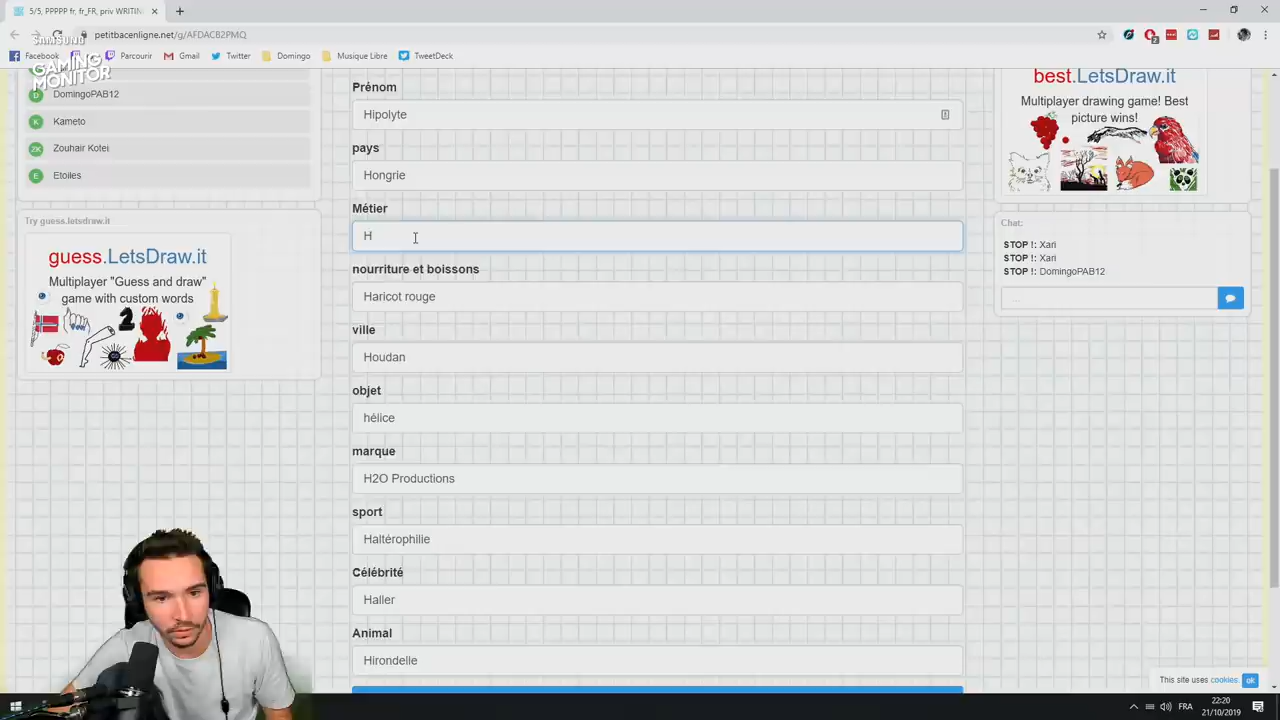 5/5, PPPPP fr, fr_FR, priv WRITIN
petitbacenligne.net/g/AFDACB2PMQ
SAMSUNG
GAMING
MONITOR
Facebook
Parcourir
Gmail
Twitter
Domingo
Musique Libre
TweetDeck
D DomingoPAB12
K Kameto
ZK Zouhair Kotei
E Etoiles
Try guess.letsdraw.it
guess.LetsDraw.it
Multiplayer "Guess and draw"
game with custom words
Prénom
Hipolyte
pays
Hongrie
Métier
H
nourriture et boissons
Haricot rouge
ville
Houdan
objet
hélice
marque
H2O Productions
sport
Haltérophilie
Célébrité
Haller
Animal
Hirondelle
best.LetsDraw.it
Multiplayer drawing game! Best
picture wins!
Chat:
STOP !: Xari
STOP !: Xari
STOP !: DomingoPAB12
This site uses cookies: ok
FR
22:20
21/10/2019